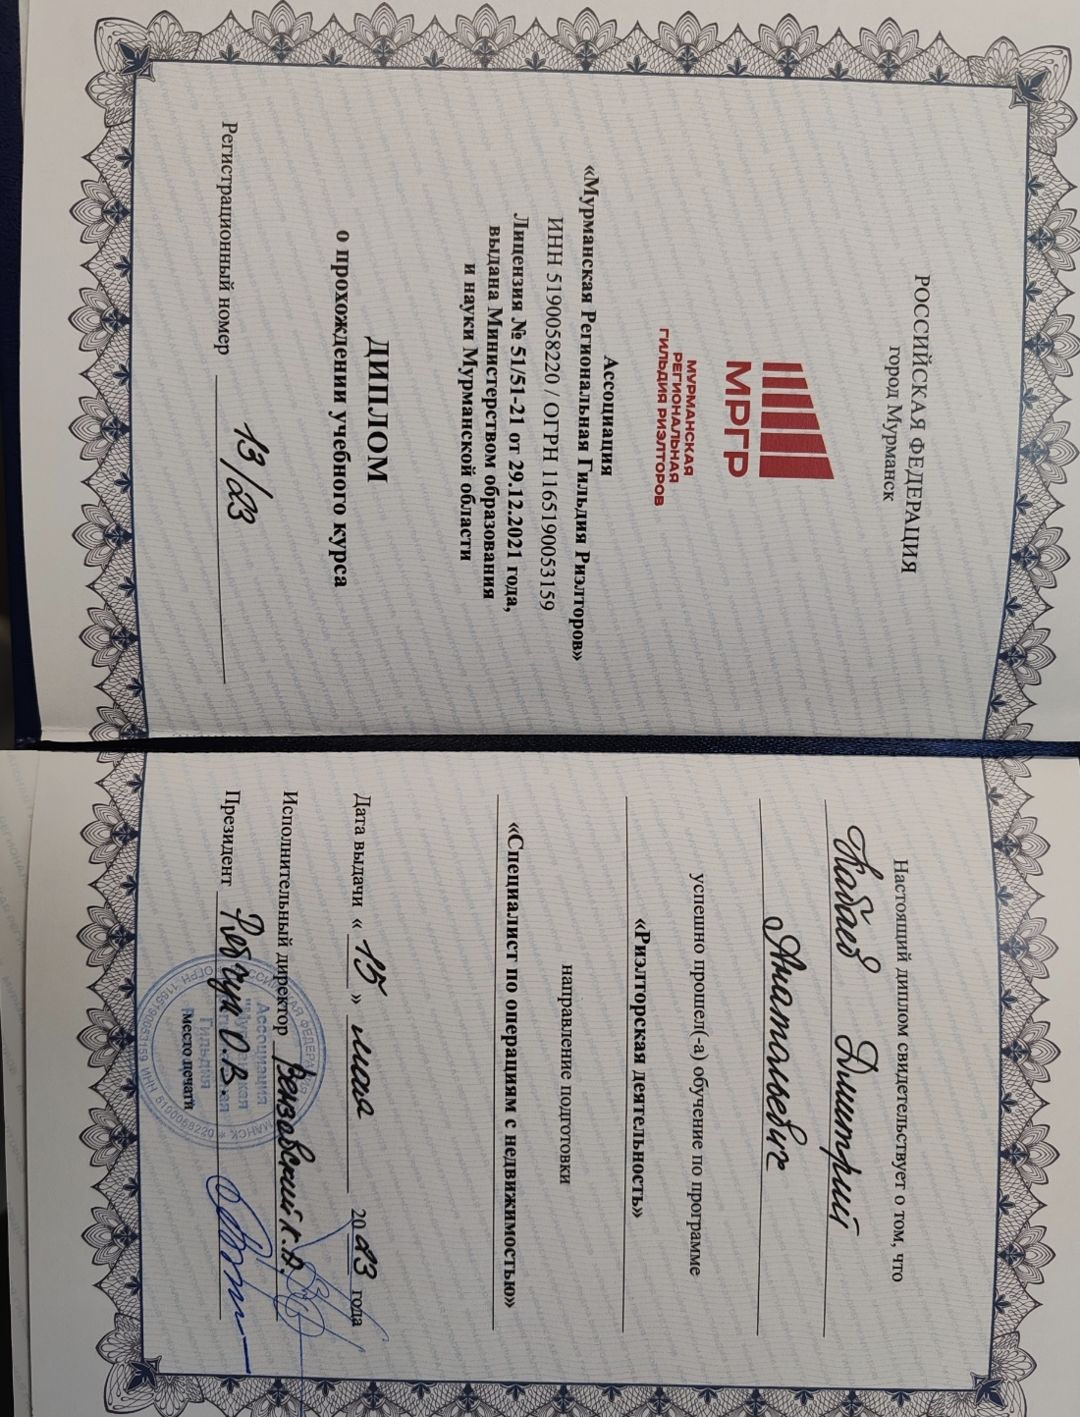 РОССИЙСКАЯ ФЕДЕРАЦИЯ
город Мурманск
МРГР
МУРМАНСКАЯ
РЕГИОНАЛЬНАЯ
ГИЛЬДИЯ РИЭЛТОРОВ
Ассоциация
«Мурманская Региональная Гильдия Риэлторов»
ИНН 5190058220 / ОГРН 1165190053159
Лицензия № 51/51-21 от 29.12.2021 года,
выдана Министерством образования
и науки Мурманской области
ДИПЛОМ
о прохождении учебного курса
Регистрационный номер 13/23
Настоящий диплом свидетельствует о том, что
Дмитрий
Анатольевич
успешно прошел(-а) обучение по программе
«Риэлторская деятельность»
направление подготовки
«Специалист по операциям с недвижимостью»
Дата выдачи « 15 » мая 2023 года
Исполнительный директор К.А.
Президент О.В.
место печати